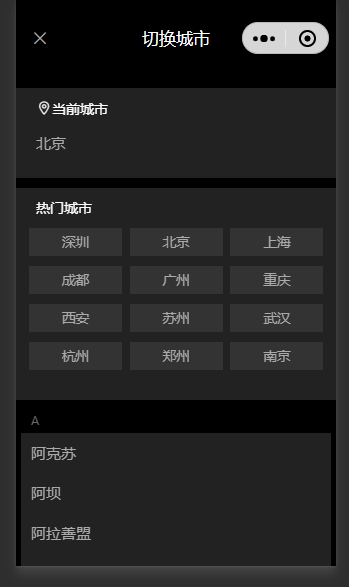 切换城市
当前城市
北京
热门城市
深圳 北京 上海
成都 广州 重庆
西安 苏州 武汉
杭州 郑州 南京
A
阿克苏
阿坝
阿拉善盟